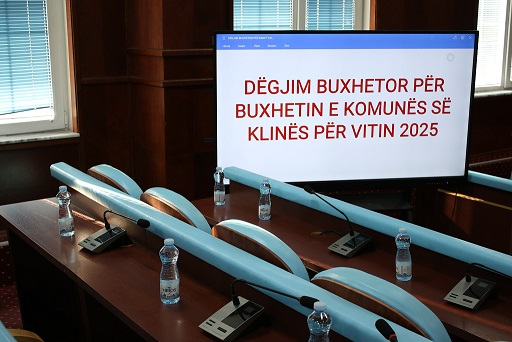 DËGJIM BUXHETOR PËR
BUXHETIN E KOMUNËS SË
KLINËS PËR VITIN 2025